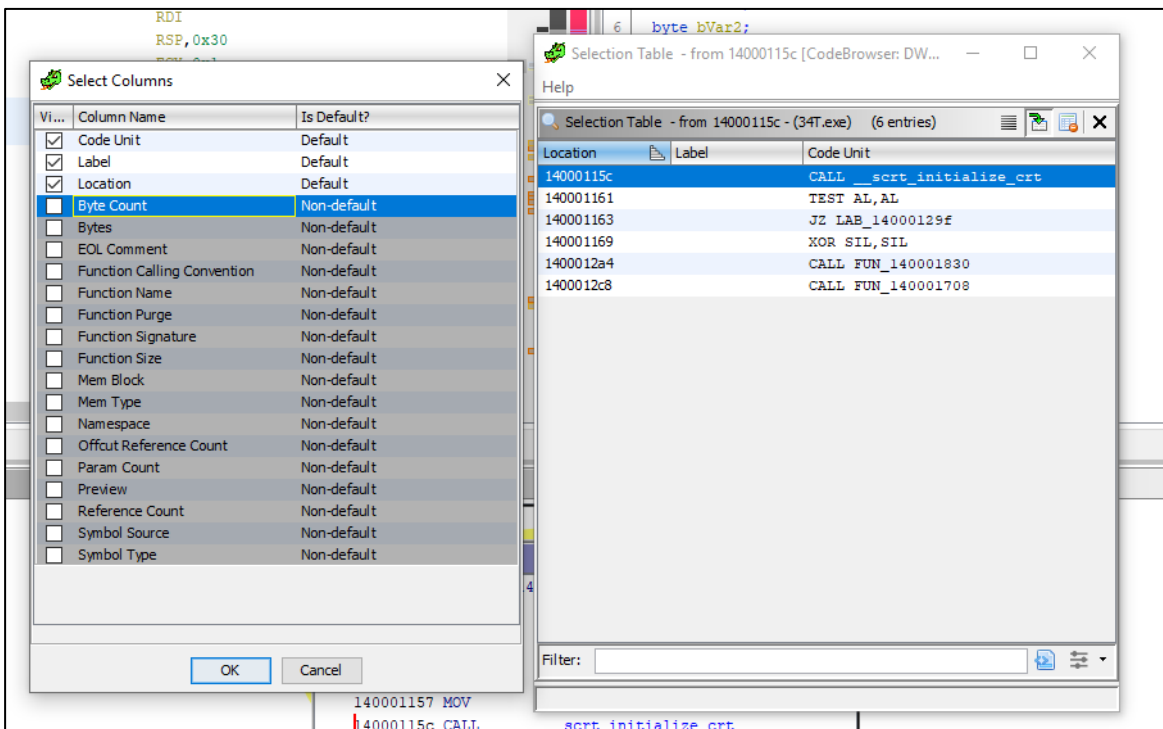 RDI
RSP,0x30
6 byte bVar2;
Select Columns
Vi... Column Name Is Default?
Code Unit Default
Label Default
Location Default
Byte Count Non-default
Bytes Non-default
EOL Comment Non-default
Function Calling Convention Non-default
Function Name Non-default
Function Purge Non-default
Function Signature Non-default
Function Size Non-default
Mem Block Non-default
Mem Type Non-default
Namespace Non-default
Offcut Reference Count Non-default
Param Count Non-default
Preview Non-default
Reference Count Non-default
Symbol Source Non-default
Symbol Type Non-default
OK Cancel
Selection Table - from 14000115c [CodeBrowser: DW...
Help
Selection Table - from 14000115c - (34T.exe) (6 entries)
Location Label Code Unit
14000115c CALL __scrt_initialize_crt
140001161 TEST AL,AL
140001163 JZ LAB_14000129f
140001169 XOR SIL,SIL
1400012a4 CALL FUN_140001830
1400012c8 CALL FUN_140001708
Filter:
4
140001157 MOV
14000115c CALL scrt initialize crt